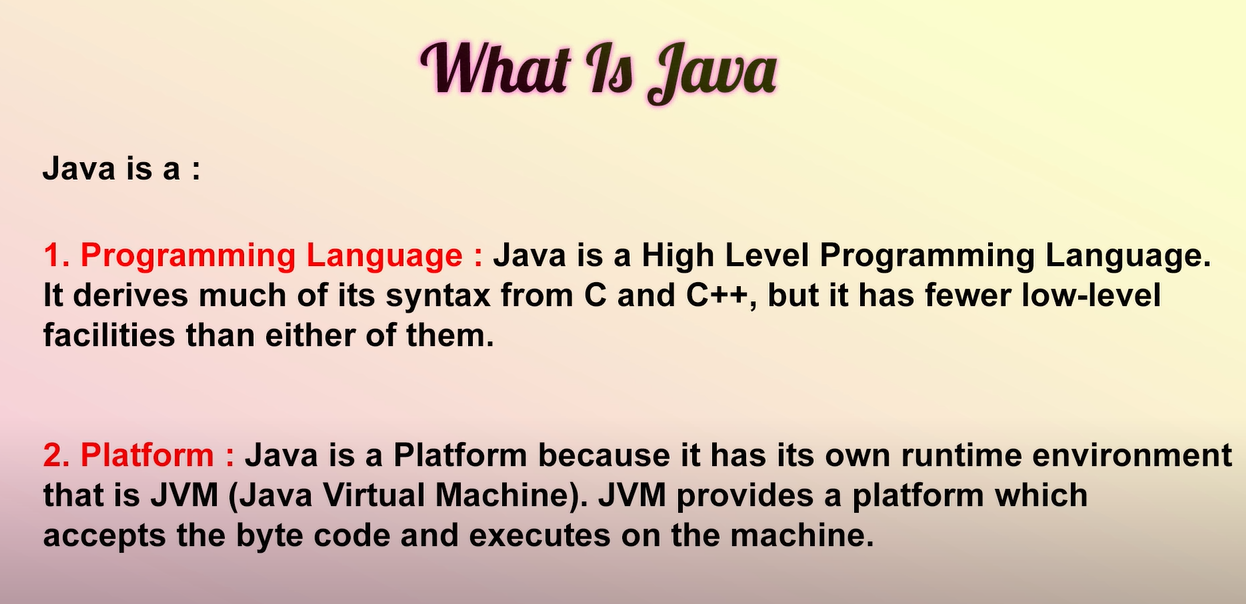 What Is Java
Java is a :
1. Programming Language : Java is a High Level Programming Language.
It derives much of its syntax from C and C++, but it has fewer low-level
facilities than either of them.
2. Platform : Java is a Platform because it has its own runtime environment
that is JVM (Java Virtual Machine). JVM provides a platform which
accepts the byte code and executes on the machine.